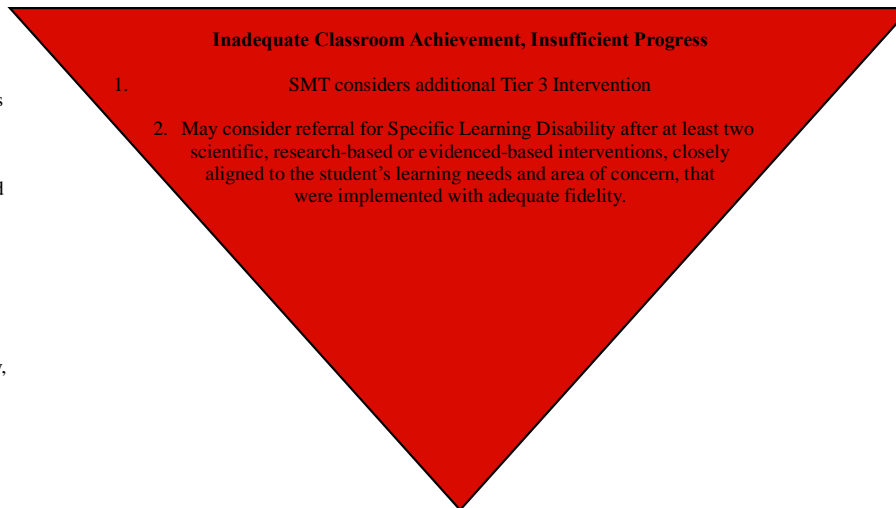 Inadequate Classroom Achievement, Insufficient Progress
1. SMT considers additional Tier 3 Intervention
2. May consider referral for Specific Learning Disability after at least two
scientific, research-based or evidenced-based interventions, closely
aligned to the student’s learning needs and area of concern, that
were implemented with adequate fidelity.